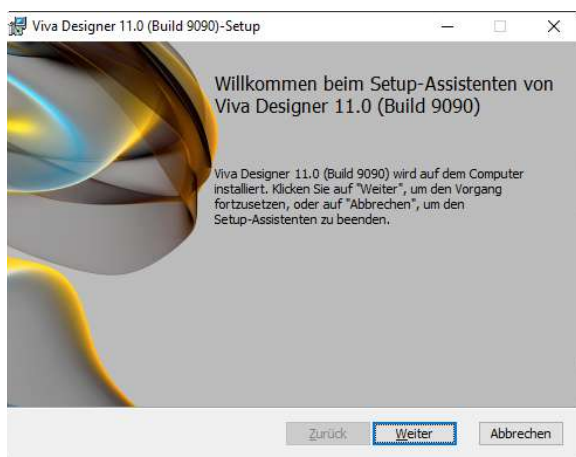 Viva Designer 11.0 (Build 9090)-Setup
Willkommen beim Setup-Assistenten von
Viva Designer 11.0 (Build 9090)
Viva Designer 11.0 (Build 9090) wird auf dem Computer
installiert. Klicken Sie auf "Weiter", um den Vorgang
fortzusetzen, oder auf "Abbrechen", um den
Setup-Assistenten zu beenden.
Zurück Weiter Abbrechen